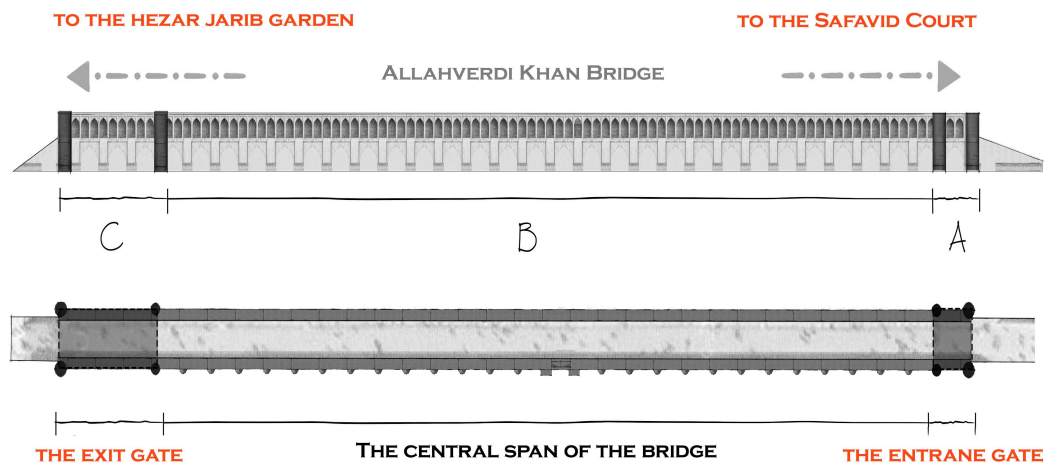 TO THE HEZAR JARIB GARDEN
TO THE SAFAVID COURT
ALLAHVERDI KHAN BRIDGE
C
B
A
THE EXIT GATE
THE CENTRAL SPAN OF THE BRIDGE
THE ENTRANE GATE